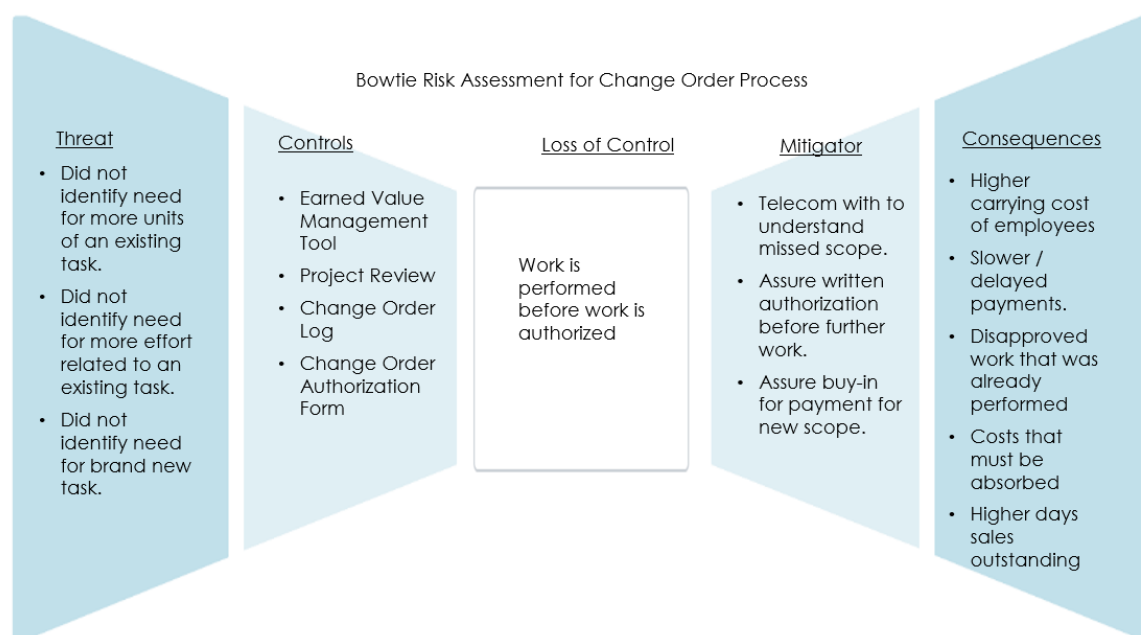 Bowtie Risk Assessment for Change Order Process
Threat
• Did not
identify need
for more units
of an existing
task.
• Did not
identify need
for more effort
related to an
existing task.
• Did not
identify need
for brand new
task.
Controls
• Earned Value
Management
Tool
• Project Review
• Change Order
Log
• Change Order
Authorization
Form
Loss of Control
Work is
performed
before work is
authorized
Mitigator
• Telecom with to
understand
missed scope.
• Assure written
authorization
before further
work.
• Assure buy-in
for payment for
new scope.
Consequences
• Higher
carrying cost
of employees
• Slower /
delayed
payments.
• Disapproved
work that was
already
performed
• Costs that
must be
absorbed
• Higher days
sales
outstanding